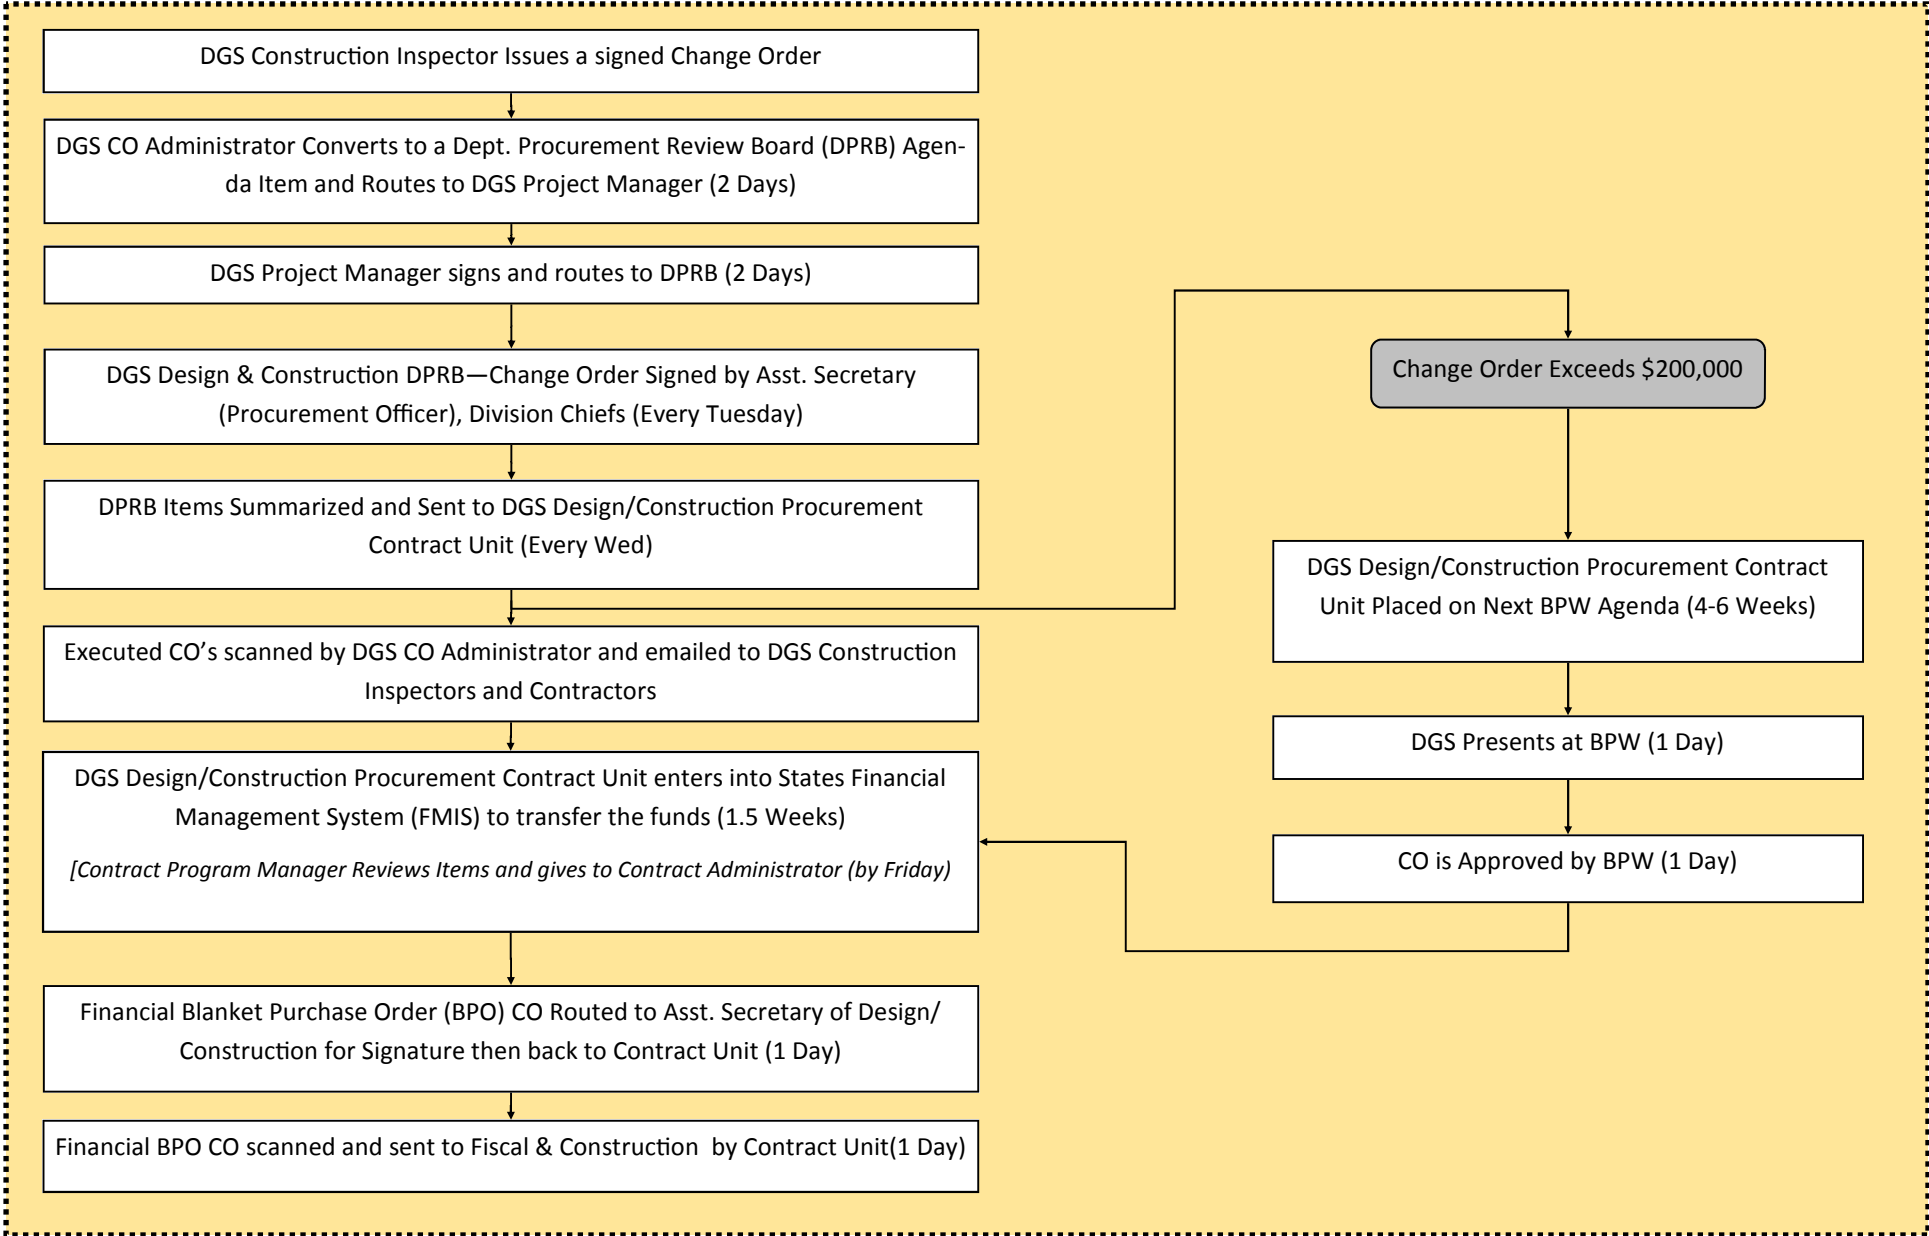 DGS Construction Inspector Issues a signed Change Order
DGS CO Administrator Converts to a Dept. Procurement Review Board (DPRB) Agen-
da Item and Routes to DGS Project Manager (2 Days)
DGS Project Manager signs and routes to DPRB (2 Days)
DGS Design & Construction DPRB—Change Order Signed by Asst. Secretary
(Procurement Officer), Division Chiefs (Every Tuesday)
DPRB Items Summarized and Sent to DGS Design/Construction Procurement
Contract Unit (Every Wed)
Executed CO's scanned by DGS CO Administrator and emailed to DGS Construction
Inspectors and Contractors
DGS Design/Construction Procurement Contract Unit enters into States Financial
Management System (FMIS) to transfer the funds (1.5 Weeks)
[Contract Program Manager Reviews Items and gives to Contract Administrator (by Friday)
Financial Blanket Purchase Order (BPO) CO Routed to Asst. Secretary of Design/
Construction for Signature then back to Contract Unit (1 Day)
Financial BPO CO scanned and sent to Fiscal & Construction  by Contract Unit(1 Day)
Change Order Exceeds $200,000
DGS Design/Construction Procurement Contract
Unit Placed on Next BPW Agenda (4-6 Weeks)
DGS Presents at BPW (1 Day)
CO is Approved by BPW (1 Day)